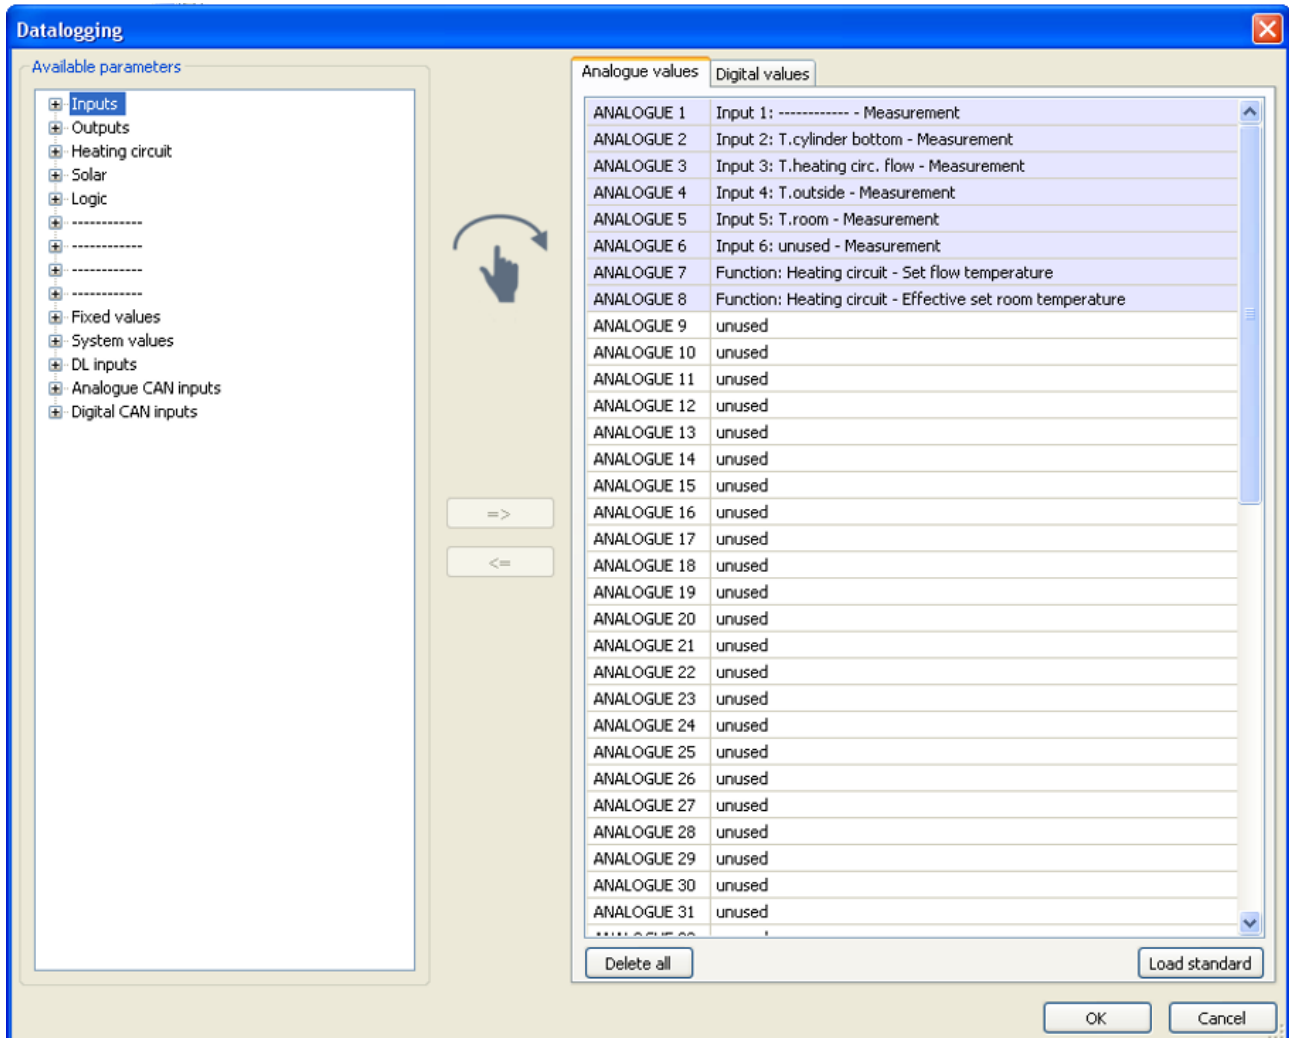 Datalogging
Available parameters
Inputs
Outputs
Heating circuit
Solar
Logic
------------
------------
------------
------------
Fixed values
System values
DL inputs
Analogue CAN inputs
Digital CAN inputs
=>
<=
Analogue values Digital values
ANALOGUE 1 Input 1: ------------ - Measurement
ANALOGUE 2 Input 2: T.cylinder bottom - Measurement
ANALOGUE 3 Input 3: T.heating circ. flow - Measurement
ANALOGUE 4 Input 4: T.outside - Measurement
ANALOGUE 5 Input 5: T.room - Measurement
ANALOGUE 6 Input 6: unused - Measurement
ANALOGUE 7 Function: Heating circuit - Set flow temperature
ANALOGUE 8 Function: Heating circuit - Effective set room temperature
ANALOGUE 9 unused
ANALOGUE 10 unused
ANALOGUE 11 unused
ANALOGUE 12 unused
ANALOGUE 13 unused
ANALOGUE 14 unused
ANALOGUE 15 unused
ANALOGUE 16 unused
ANALOGUE 17 unused
ANALOGUE 18 unused
ANALOGUE 19 unused
ANALOGUE 20 unused
ANALOGUE 21 unused
ANALOGUE 22 unused
ANALOGUE 23 unused
ANALOGUE 24 unused
ANALOGUE 25 unused
ANALOGUE 26 unused
ANALOGUE 27 unused
ANALOGUE 28 unused
ANALOGUE 29 unused
ANALOGUE 30 unused
ANALOGUE 31 unused
Delete all Load standard
OK Cancel